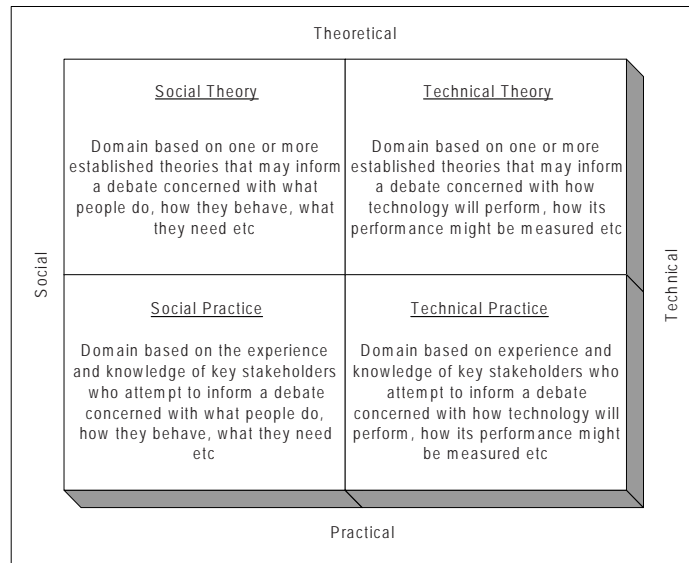 Theoretical
Social Theory
Domain based on one or more
established theories that may inform
a debate concerned with what
people do, how they behave, what
they need etc
Technical Theory
Domain based on one or more
established theories that may inform
a debate concerned with how
technology will perform, how its
performance might be measured etc
Social
Technical
Social Practice
Domain based on the experience
and knowledge of key stakeholders
who attempt to inform a debate
concerned with what people do,
how they behave, what they need
etc
Technical Practice
Domain based on experience and
knowledge of key stakeholders who
attempt to inform a debate
concerned with how technology will
perform, how its performance might
be measured etc
Practical